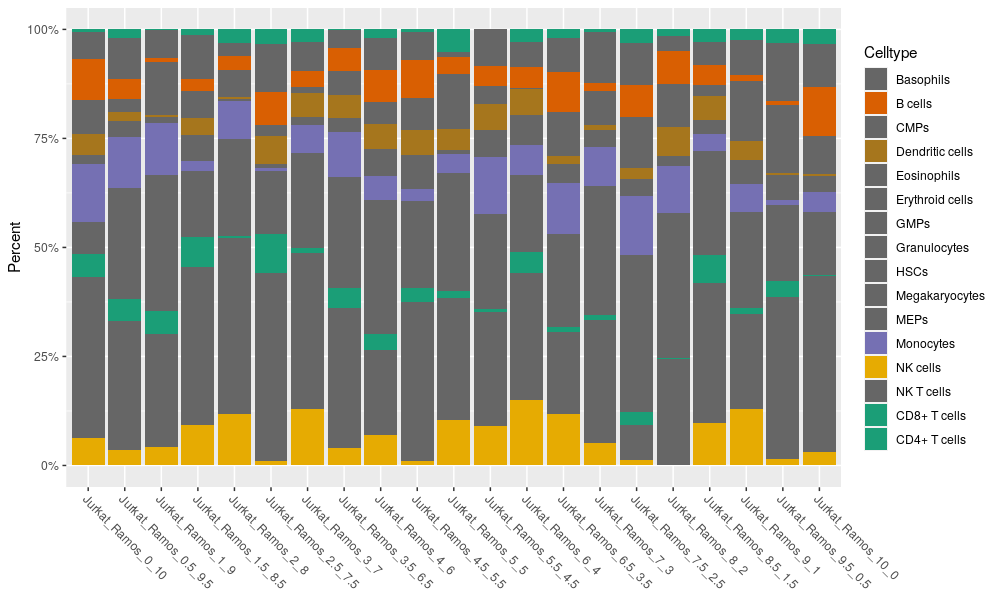 100%
75%
50%
25%
0%
Percent
Jurkat_Ramos_0_10
Jurkat_Ramos_0.5_9.5
Jurkat_Ramos_1_9
Jurkat_Ramos_1.5_8.5
Jurkat_Ramos_2_8
Jurkat_Ramos_2.5_7.5
Jurkat_Ramos_3_7
Jurkat_Ramos_3.5_6.5
Jurkat_Ramos_4_6
Jurkat_Ramos_4.5_5.5
Jurkat_Ramos_5_5
Jurkat_Ramos_5.5_4.5
Jurkat_Ramos_6_4
Jurkat_Ramos_6.5_3.5
Jurkat_Ramos_7_3
Jurkat_Ramos_7.5_2.5
Jurkat_Ramos_8_2
Jurkat_Ramos_8.5_1.5
Jurkat_Ramos_9_1
Jurkat_Ramos_9.5_0.5
Jurkat_Ramos_10_0
Celltype
Basophils
B cells
CMPs
Dendritic cells
Eosinophils
Erythroid cells
GMPs
Granulocytes
HSCs
Megakaryocytes
MEPs
Monocytes
NK cells
NK T cells
CD8+ T cells
CD4+ T cells